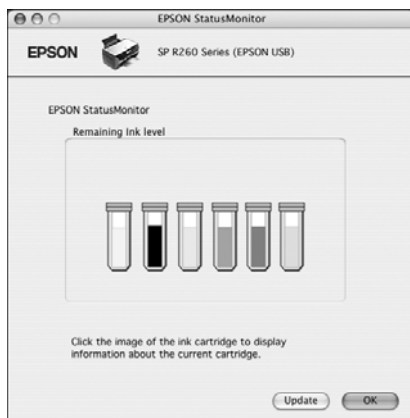 EPSON StatusMonitor
EPSON
SP R260 Series (EPSON USB)
EPSON StatusMonitor
Remaining Ink level
Click the image of the ink cartridge to display
information about the current cartridge.
Update
OK